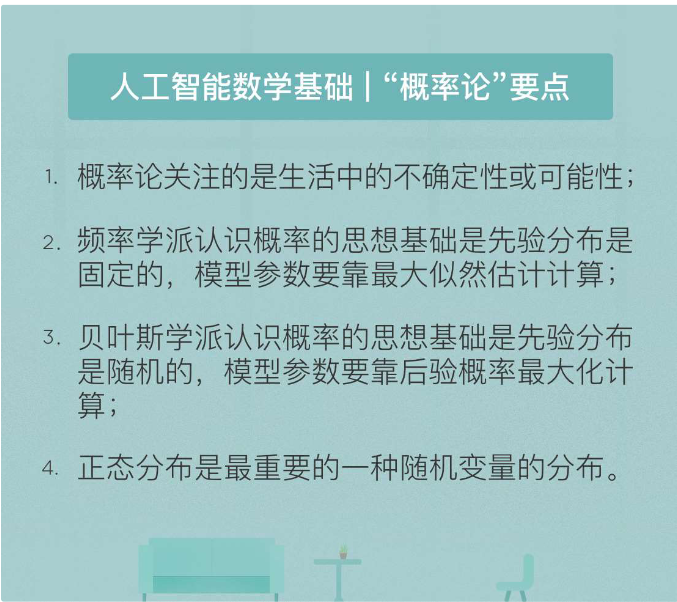 人工智能数学基础 | “概率论”要点
1. 概率论关注的是生活中的不确定性或可能性；
2. 频率学派认识概率的思想基础是先验分布是
固定的，模型参数要靠最大似然估计计算；
3. 贝叶斯学派认识概率的思想基础是先验分布
是随机的，模型参数要靠后验概率最大化计
算；
4. 正态分布是最重要的一种随机变量的分布。